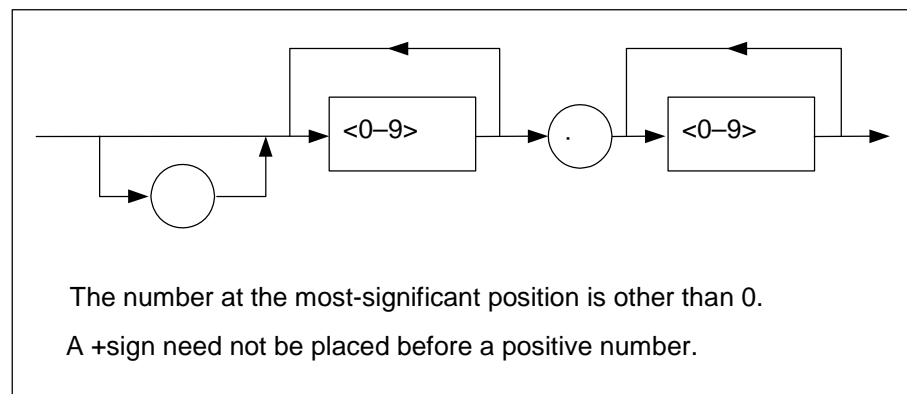 <0–9> . <0–9>
The number at the most-significant position is other than 0.
A +sign need not be placed before a positive number.